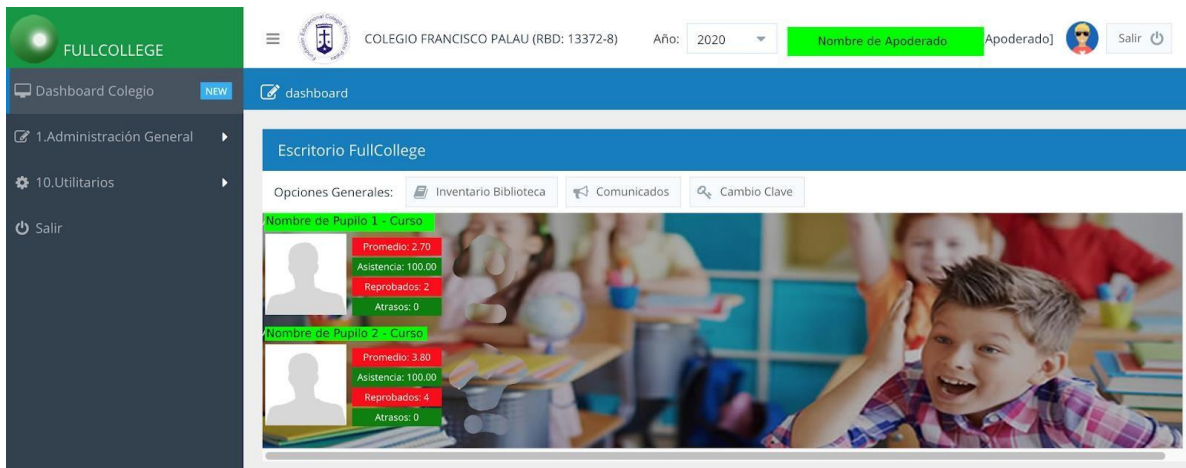 FULLCOLLEGE
COLEGIO FRANCISCO PALAU (RBD: 13372-8)
Año: 2020
Nombre de Apoderado
Apoderado]
Salir
Dashboard Colegio NEW
1.Administración General
10.Utilitarios
Salir
dashboard
Escritorio FullCollege
Opciones Generales: Inventario Biblioteca Comunicados Cambio Clave
Nombre de Pupilo 1 - Curso
Promedio: 2.70
Asistencia: 100.00
Reprobados: 2
Atrasos: 0
Nombre de Pupilo 2 - Curso
Promedio: 3.80
Asistencia: 100.00
Reprobados: 4
Atrasos: 0